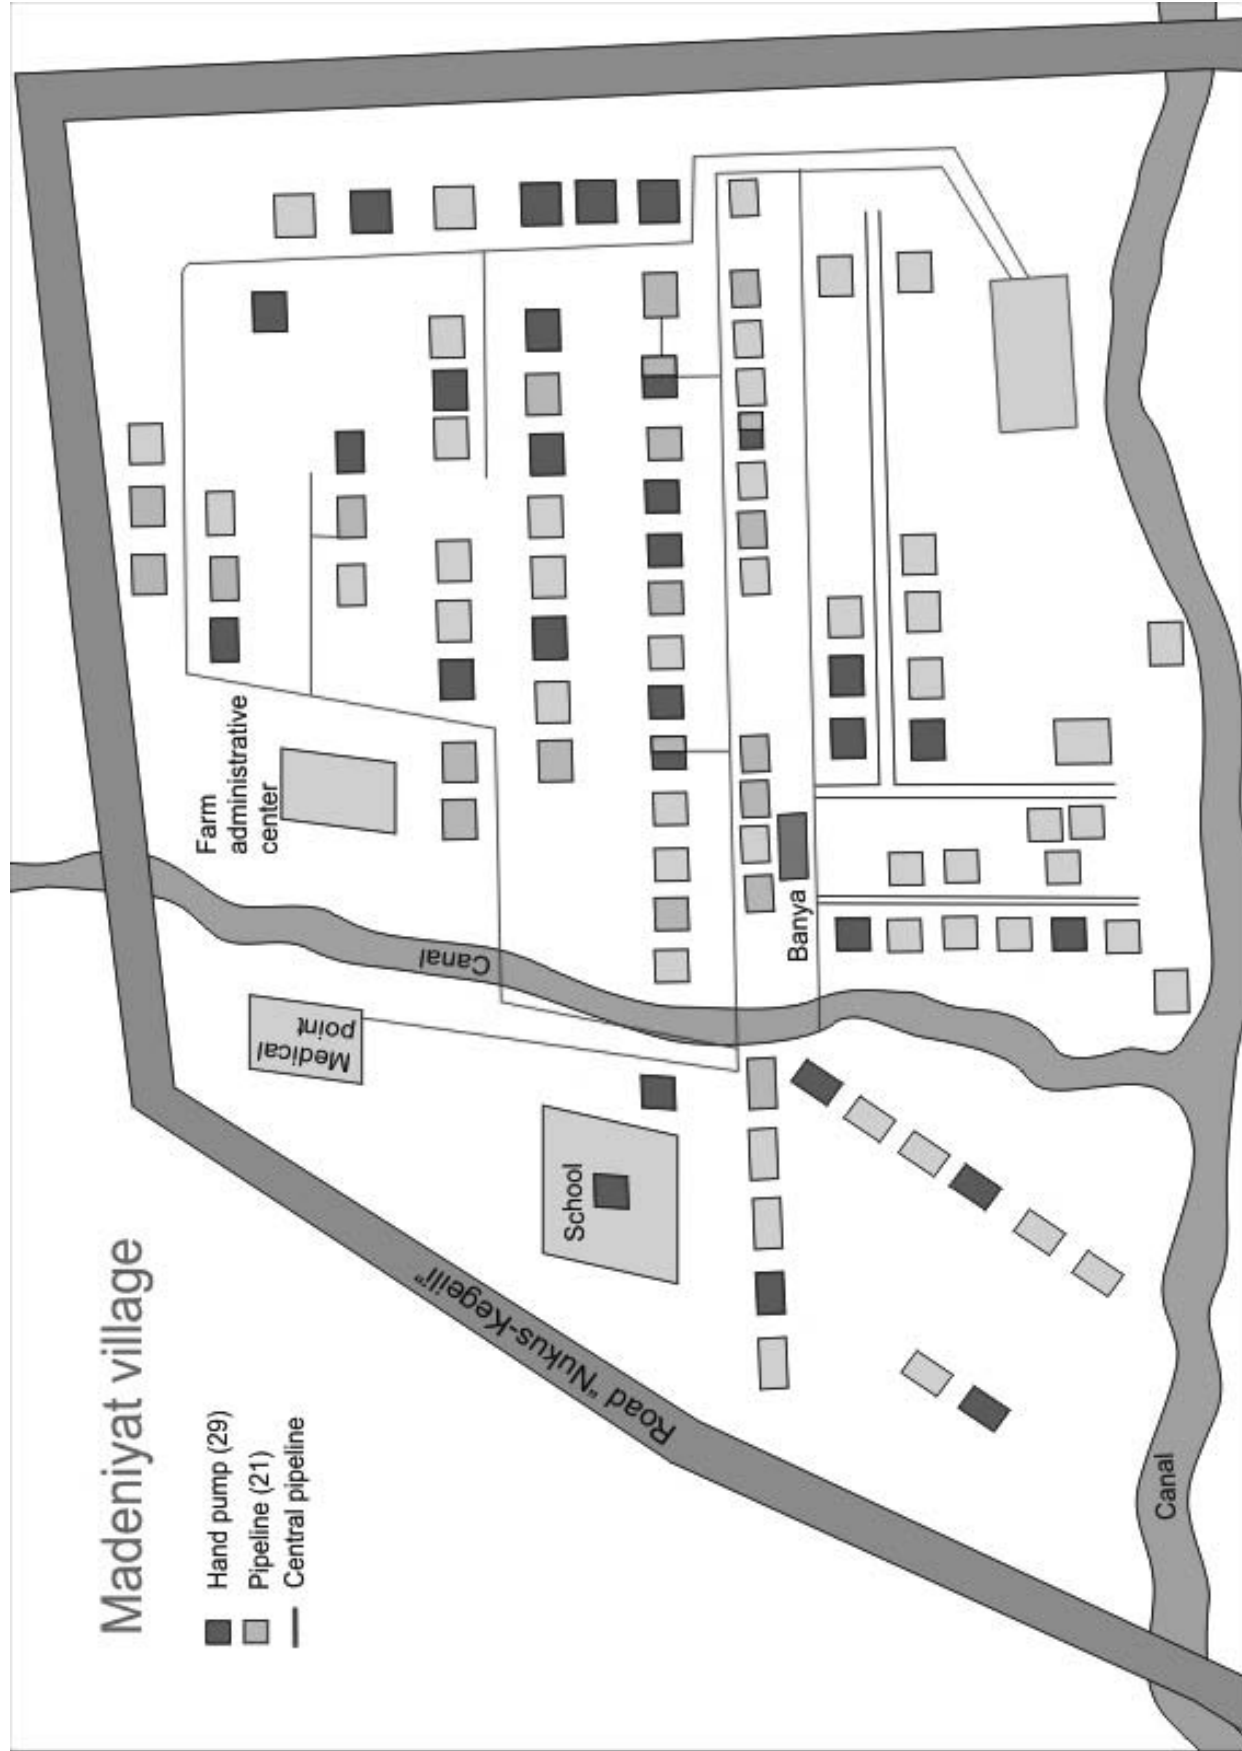 Madeniyat village
Hand pump (29)
Pipeline (21)
Central pipeline
Farm
administrative
center
Medical
point
School
Canal
Banya
Road “Nukus-Kegeili”
Canal